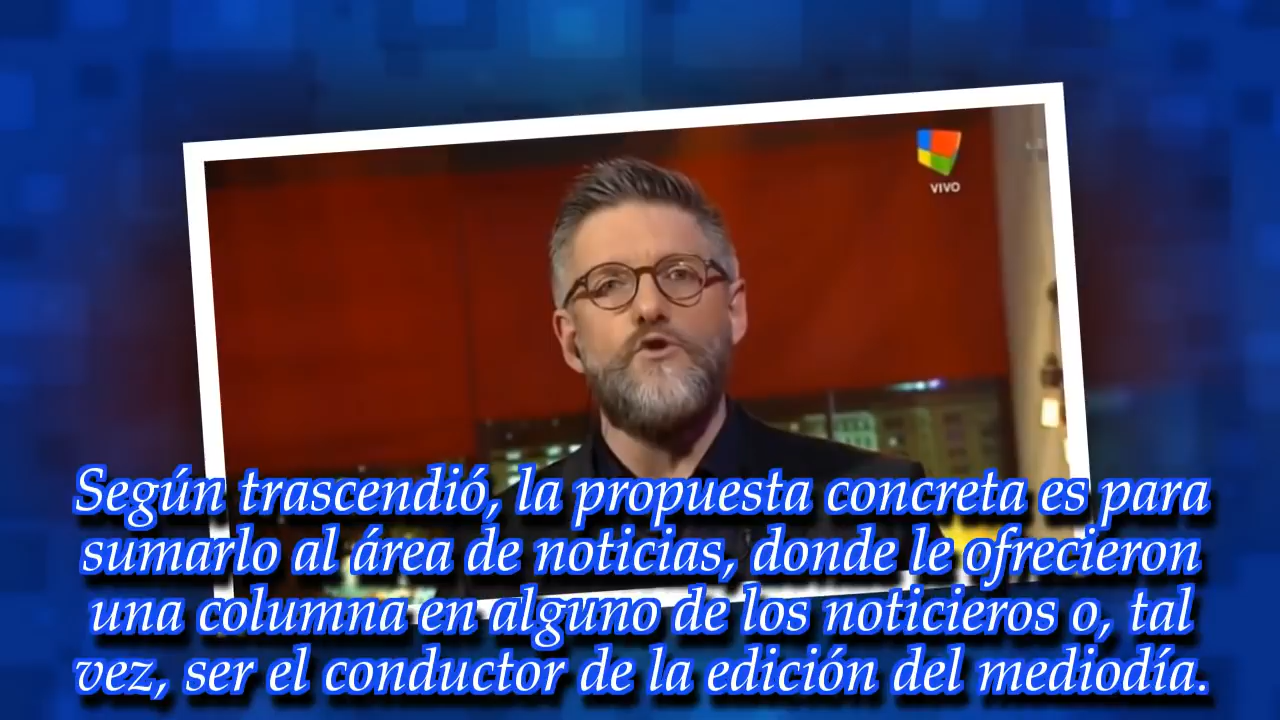 VIVO
Según trascendió, la propuesta concreta es para
sumarlo al área de noticias, donde le ofrecieron
una columna en alguno de los noticieros o, tal
vez, ser el conductor de la edición del mediodía.